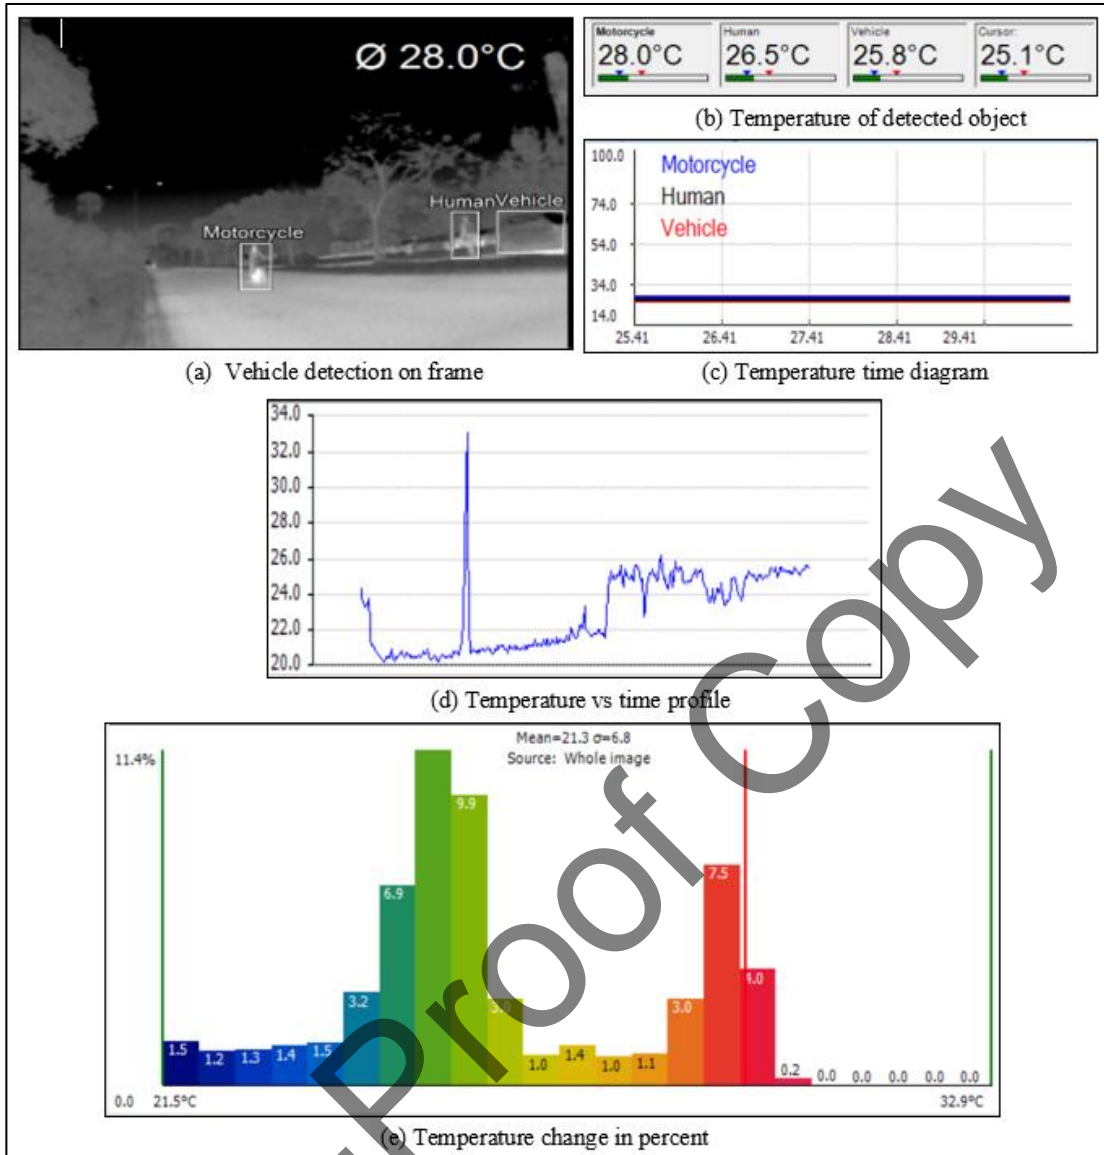 Ø 28.0°C
Motorcycle
Human
Vehicle
(a) Vehicle detection on frame
Motorcycle Human Vehicle Cursor:
28.0°C 26.5°C 25.8°C 25.1°C
(b) Temperature of detected object
100.0
74.0
54.0
34.0
14.0
Motorcycle
Human
Vehicle
25.41 26.41 27.41 28.41 29.41
(c) Temperature time diagram
34.0
32.0
30.0
28.0
26.0
24.0
22.0
20.0
(d) Temperature vs time profile
Mean=21.3 σ=6.8
Source: Whole image
11.4%
1.5 1.2 1.3 1.4 1.5 3.2 6.9 9.9 3.0 1.0 1.4 1.0 1.1 3.0 7.5 4.0 0.2 0.0 0.0 0.0 0.0 0.0
0.0 21.5°C 32.9°C
(e) Temperature change in percent
Proof Copy